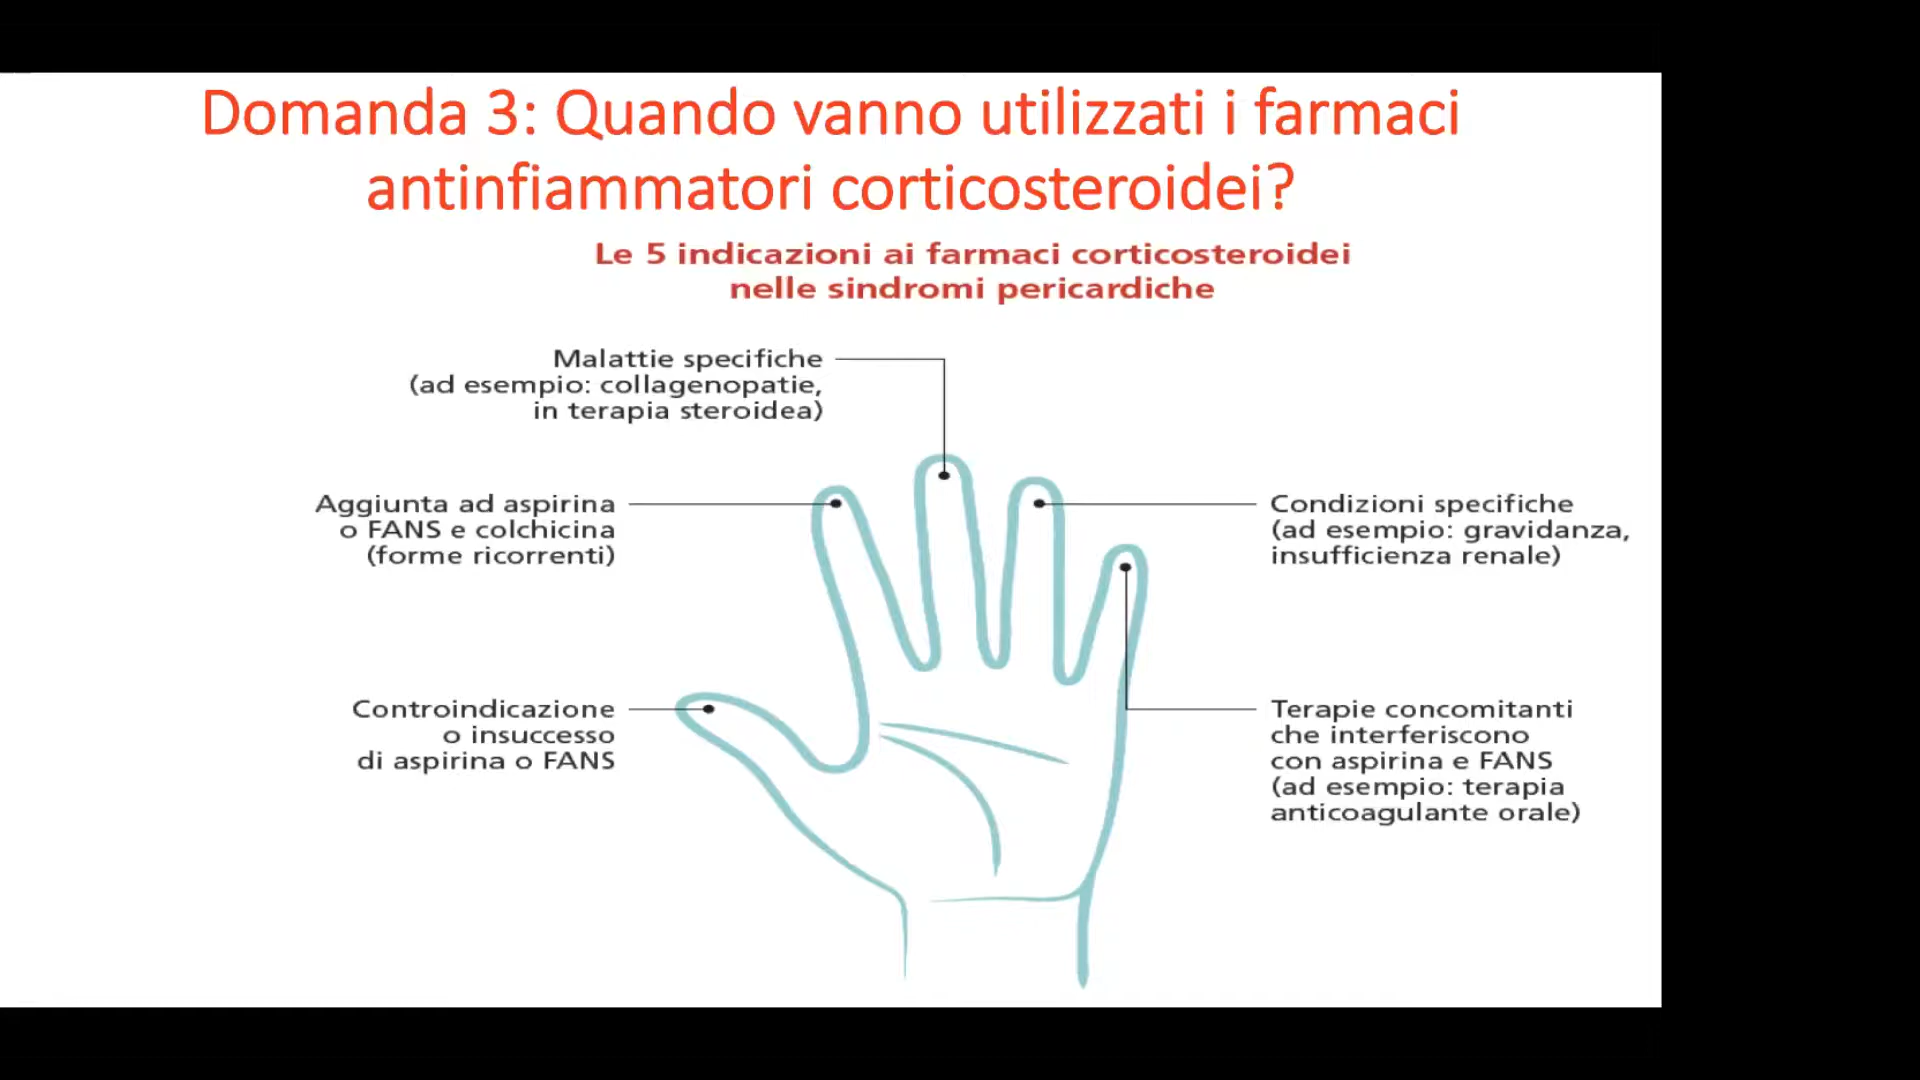 Domanda 3: Quando vanno utilizzati i farmaci
antinfiammatori corticosteroidei?
Le 5 indicazioni ai farmaci corticosteroidei
nelle sindromi pericardiche
Malattie specifiche
(ad esempio: collagenopatie,
in terapia steroidea)
Aggiunta ad aspirina
o FANS e colchicina
(forme ricorrenti)
Condizioni specifiche
(ad esempio: gravidanza,
insufficienza renale)
Controindicazione
o insuccesso
di aspirina o FANS
Terapie concomitanti
che interferiscono
con aspirina e FANS
(ad esempio: terapia
anticoagulante orale)